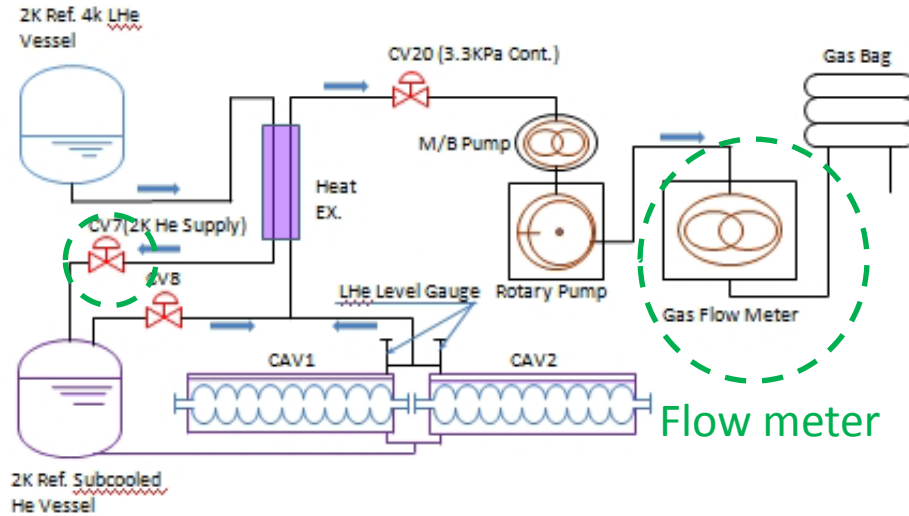 2K Ref. 4k LHe
Vessel
CV20 (3.3KPa Cont.)
Gas Bag
M/B Pump
Heat
EX.
CV7(2K He Supply)
CV8
LHe Level Gauge
Rotary Pump
Gas Flow Meter
CAV1
CAV2
Flow meter
2K Ref. Subcooled
He Vessel